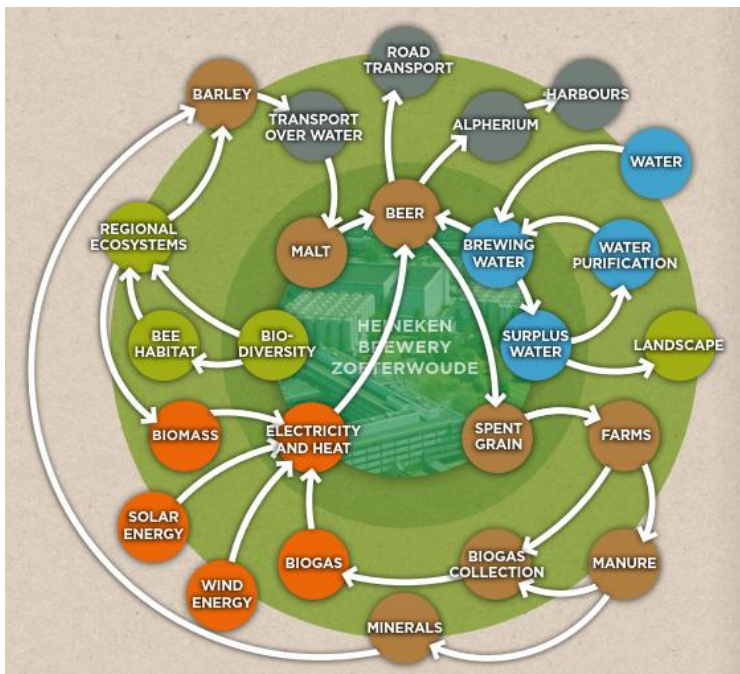 ROAD
TRANSPORT
BARLEY
HARBOURS
TRANSPORT
OVER WATER
ALPHERIUM
WATER
BEER
REGIONAL
ECOSYSTEMS
MALT
BREWING
WATER
WATER
PURIFICATION
HEINEKEN
BREWERY
ZOETERWOUDE
BEE
HABITAT
BIO-
DIVERSITY
SURPLUS
WATER
LANDSCAPE
BIOMASS
ELECTRICITY
AND HEAT
SPENT
GRAIN
FARMS
SOLAR
ENERGY
WIND
ENERGY
BIOGAS
BIOGAS
COLLECTION
MANURE
MINERALS